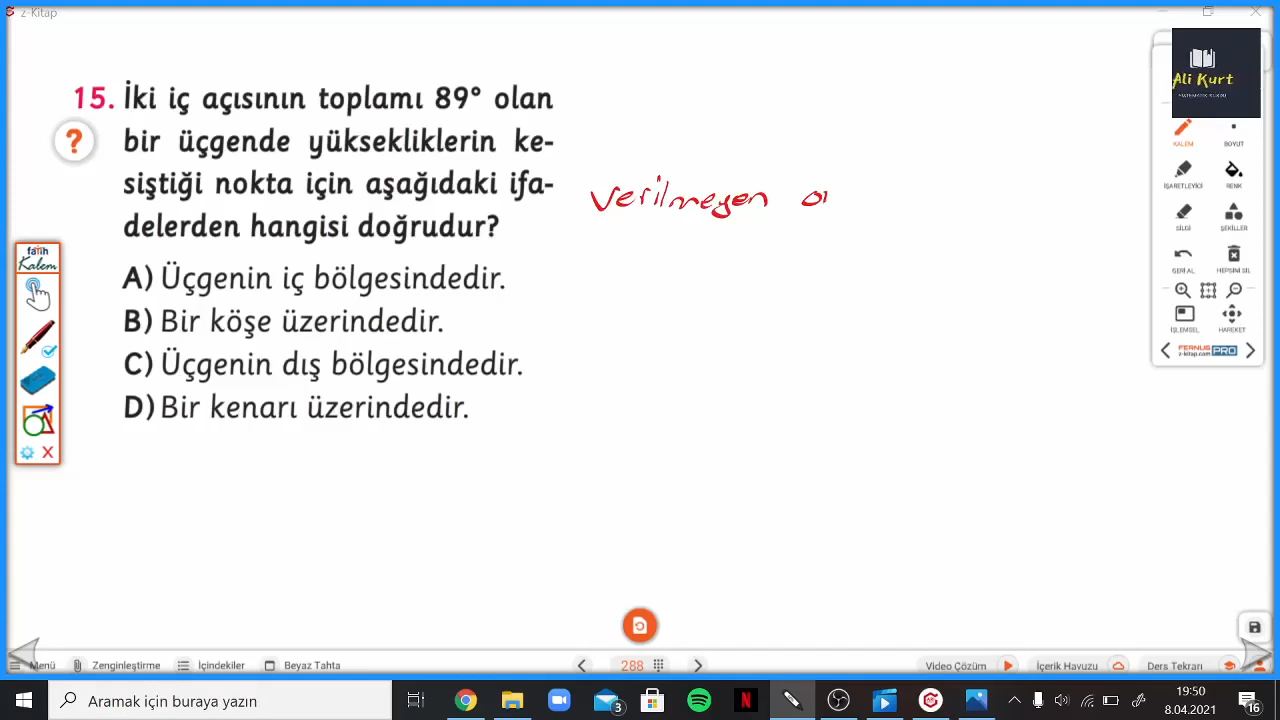 z-Kitap
15. İki iç açısının toplamı 89° olan
bir üçgende yüksekliklerin ke-
siştiği nokta için aşağıdaki ifa-
delerden hangisi doğrudur?
A) Üçgenin iç bölgesindedir.
B) Bir köşe üzerindedir.
C) Üçgenin dış bölgesindedir.
D) Bir kenarı üzerindedir.
?
verilmeyen
fatih
Kalem
Ali Kurt
KALEM
BOYUT
İŞARETLEYİCİ
RENK
SİLGİ
ŞEKİLLER
GERİ AL
HEPSİNİ SİL
İŞLEMSEL
HAREKET
FERNUS
z-kitap.com PRO
Menü
Zenginleştirme
İçindekiler
Beyaz Tahta
288
Video Çözüm
İçerik Havuzu
Ders Tekrarı
Aramak için buraya yazın
3
N
19:50
8.04.2021
16